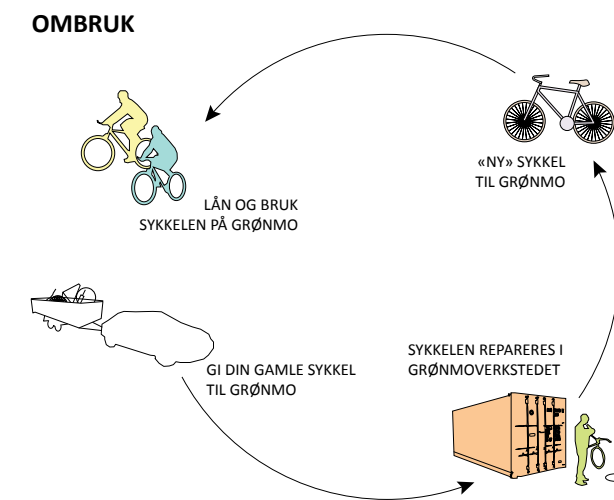 OMBRUK
«NY» SYKKEL
TIL GRØNMO
LÅN OG BRUK
SYKKELEN PÅ GRØNMO
GI DIN GAMLE SYKKEL
TIL GRØNMO
SYKKELEN REPARERES I
GRØNMOVERKSTEDET